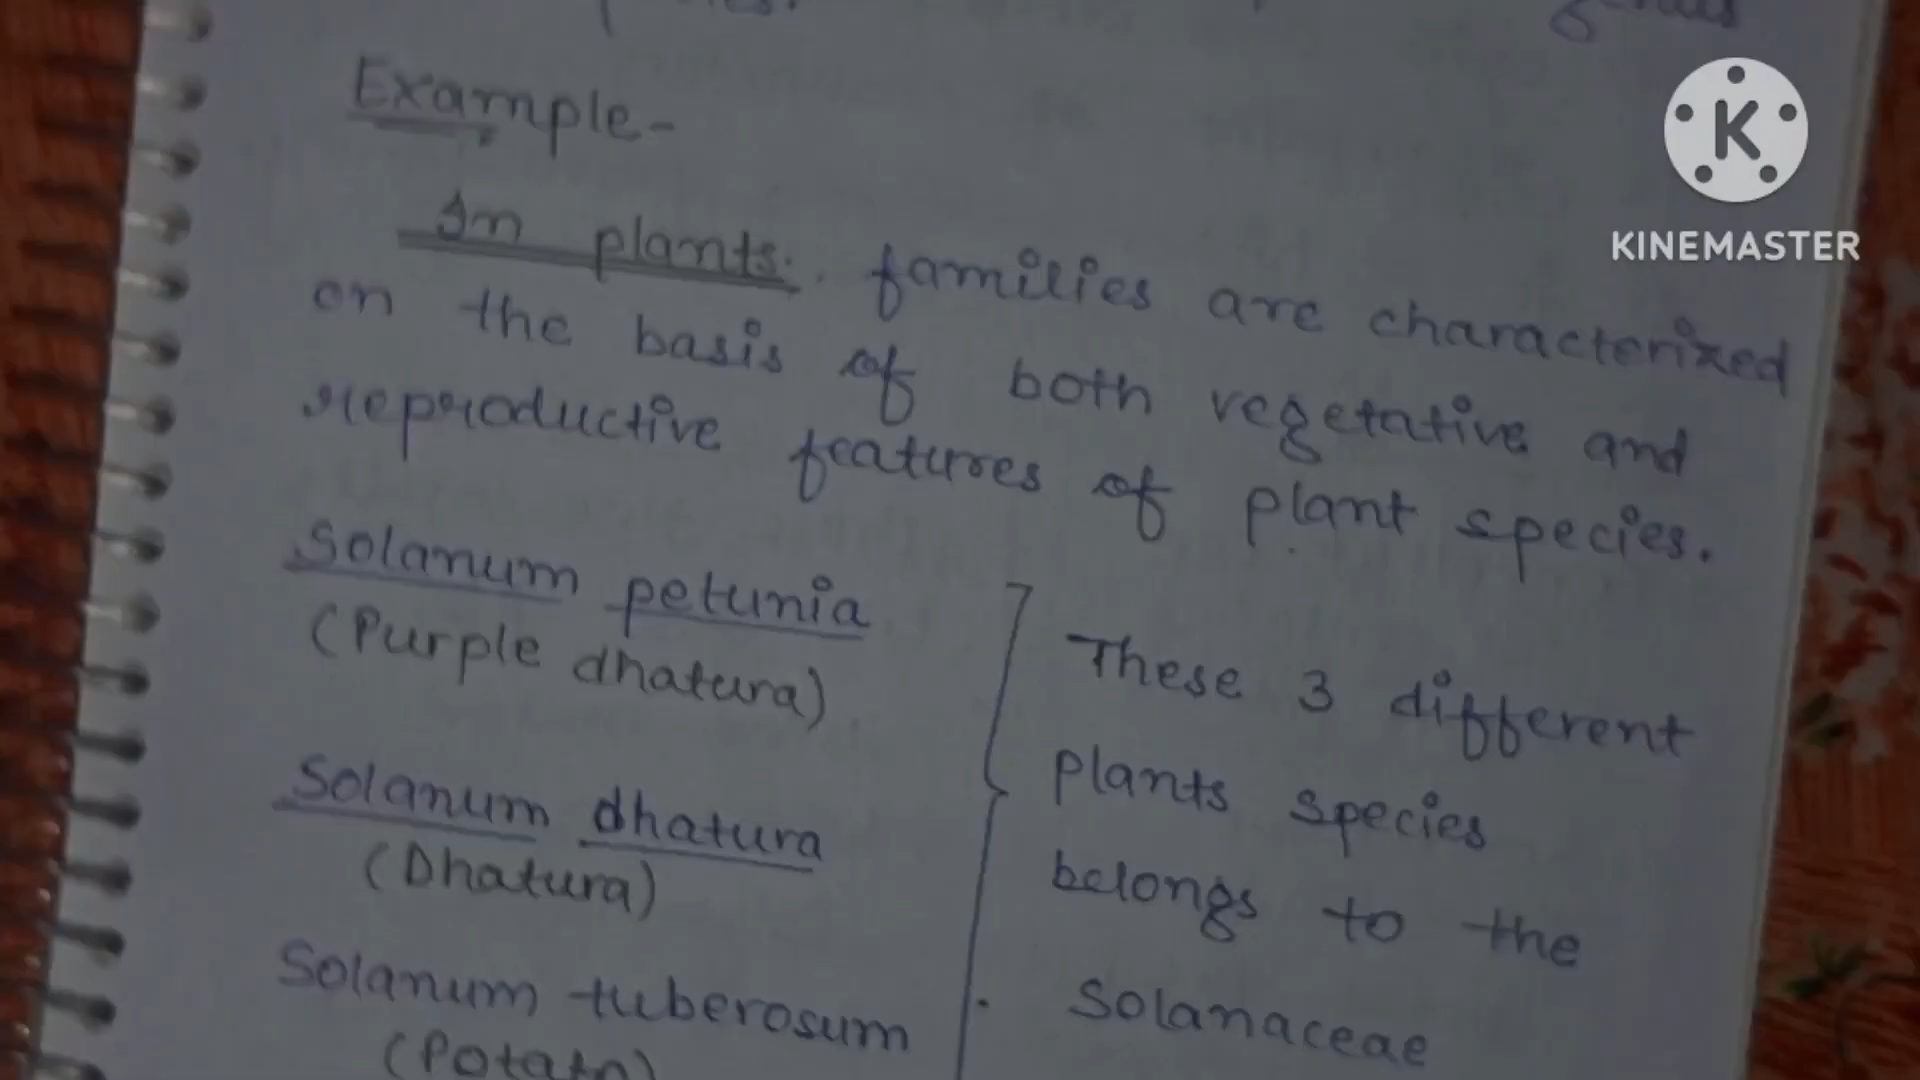 Example-
In plants. families are characterized
on the basis of both vegetative and
reproductive features of plant species.
Solanum petunia
(Purple dhatura)
Solanum dhatura
(Dhatura)
Solanum tuberosum
(Potato)
These 3 different
plants species
belongs to the
Solanaceae
KINEMASTER